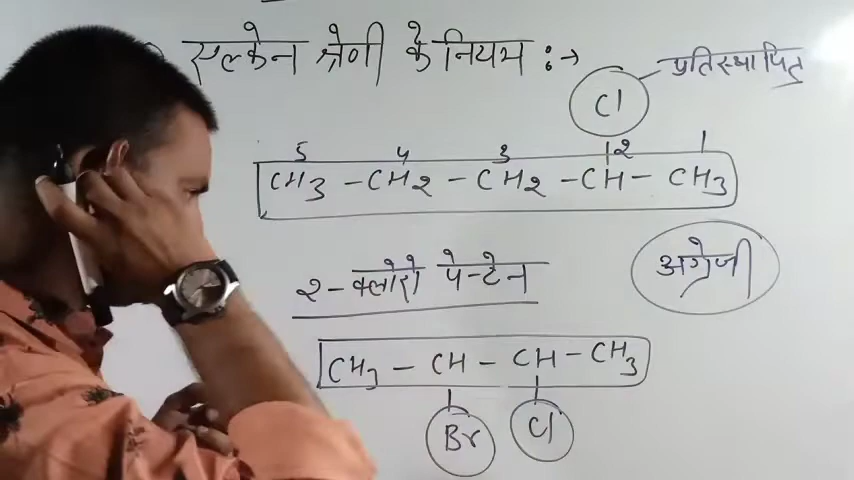 एल्केन श्रेणी के नियम :→
Cl प्रतिस्थापित
5 4 3 2 1
CH3 - CH2 - CH2 - CH - CH3
2-क्लोरो पेन्टेन
अग्रेजी
CH3 - CH - CH - CH3
Br Cl